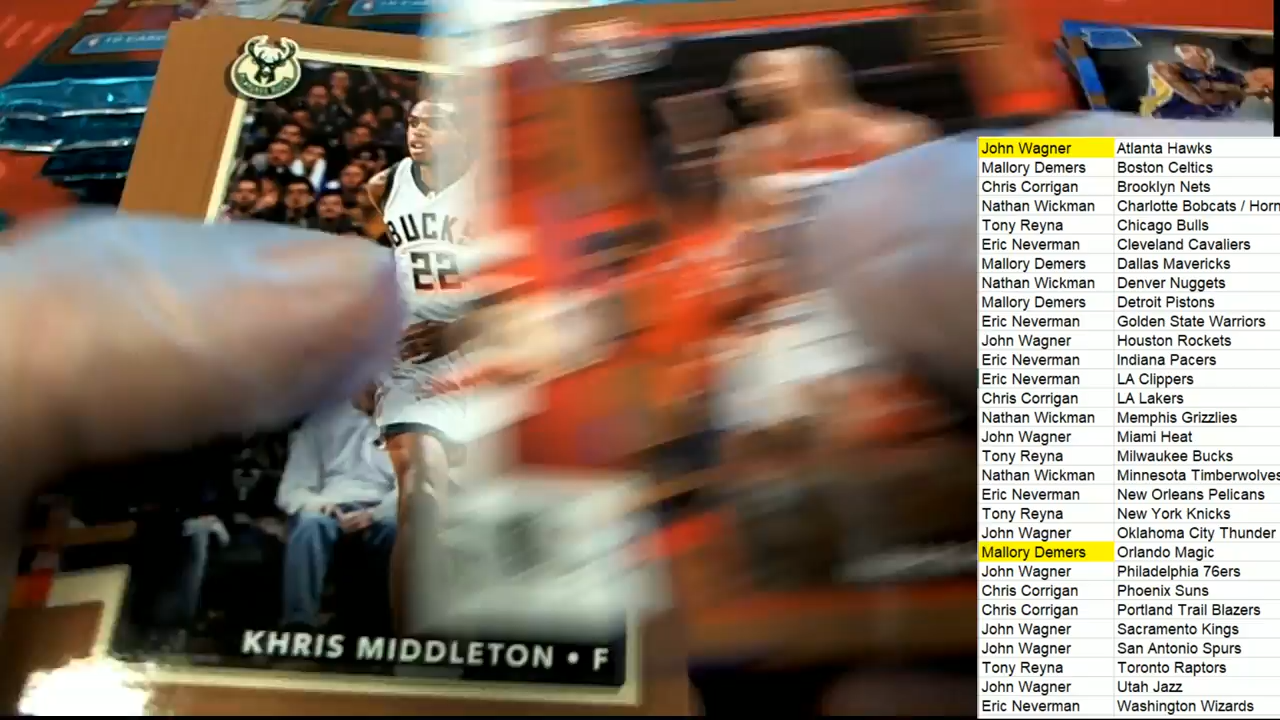 BUCKS
22
KHRIS MIDDLETON • F
John Wagner Atlanta Hawks
Mallory Demers Boston Celtics
Chris Corrigan Brooklyn Nets
Nathan Wickman Charlotte Bobcats / Horn
Tony Reyna Chicago Bulls
Eric Neverman Cleveland Cavaliers
Mallory Demers Dallas Mavericks
Nathan Wickman Denver Nuggets
Mallory Demers Detroit Pistons
Eric Neverman Golden State Warriors
John Wagner Houston Rockets
Eric Neverman Indiana Pacers
Eric Neverman LA Clippers
Chris Corrigan LA Lakers
Nathan Wickman Memphis Grizzlies
John Wagner Miami Heat
Tony Reyna Milwaukee Bucks
Nathan Wickman Minnesota Timberwolves
Eric Neverman New Orleans Pelicans
Tony Reyna New York Knicks
John Wagner Oklahoma City Thunder
Mallory Demers Orlando Magic
John Wagner Philadelphia 76ers
Chris Corrigan Phoenix Suns
Chris Corrigan Portland Trail Blazers
John Wagner Sacramento Kings
John Wagner San Antonio Spurs
Tony Reyna Toronto Raptors
John Wagner Utah Jazz
Eric Neverman Washington Wizards